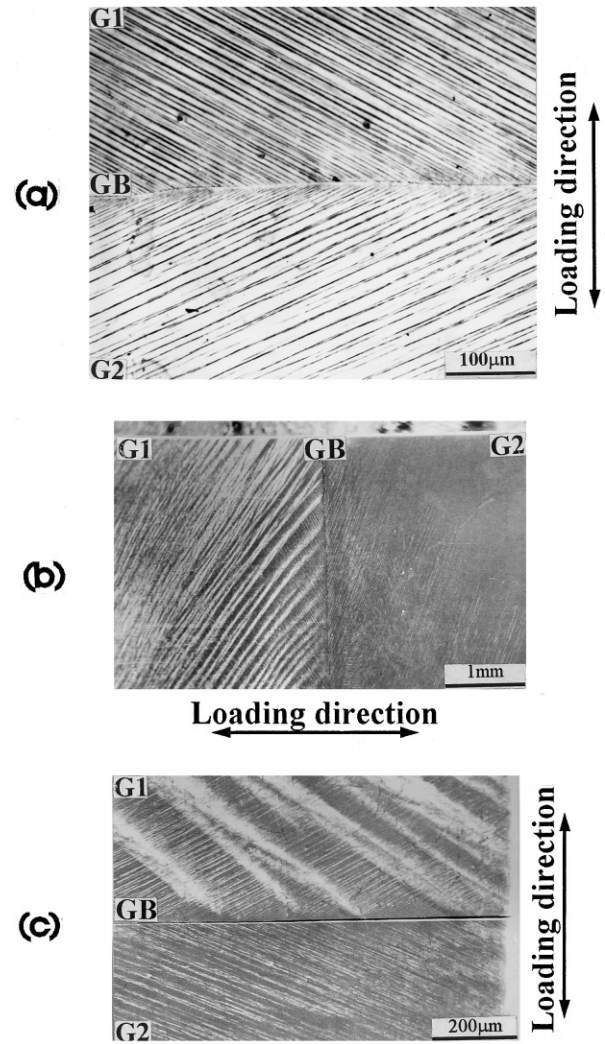 G1
GB
G2
100μm
Loading direction
(a)
G1
GB
G2
1mm
Loading direction
(b)
G1
GB
G2
200μm
Loading direction
(c)